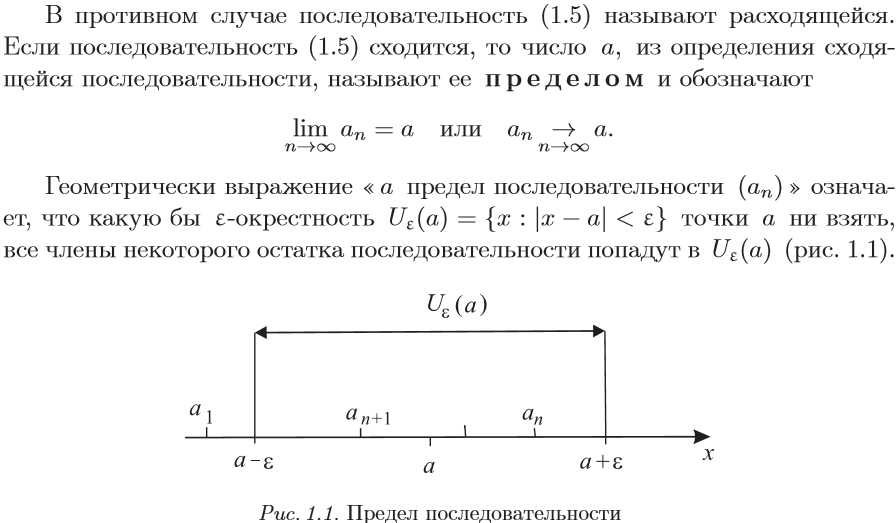 В противном случае последовательность (1.5) называют расходящейся.
Если последовательность (1.5) сходится, то число a, из определения сходя-
щейся последовательности, называют ее пределом и обозначают
lim a_n = a или a_n → a.
n→∞ n→∞
Геометрически выражение «a предел последовательности (a_n)» означа-
ет, что какую бы ε-окрестность U_ε(a) = {x : |x − a| < ε} точки a ни взять,
все члены некоторого остатка последовательности попадут в U_ε(a) (рис. 1.1).
U_ε(a)
a_1 a_{n+1} a_n
a-ε a a+ε x
Рис. 1.1. Предел последовательности